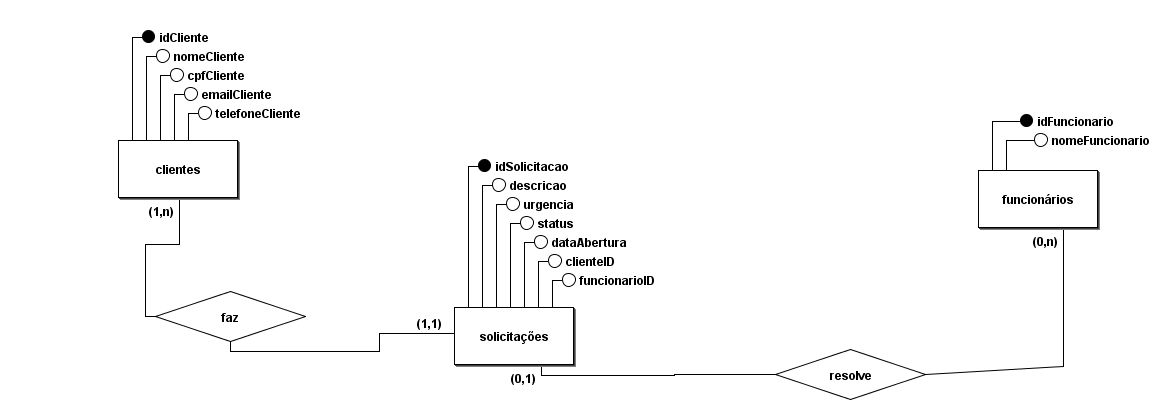 idCliente
nomeCliente
cpfCliente
emailCliente
telefoneCliente
clientes
(1,n)
faz
(1,1)
idSolicitacao
descricao
urgencia
status
dataAbertura
clienteID
funcionarioID
solicitações
(0,1)
resolve
idFuncionario
nomeFuncionario
funcionários
(0,n)